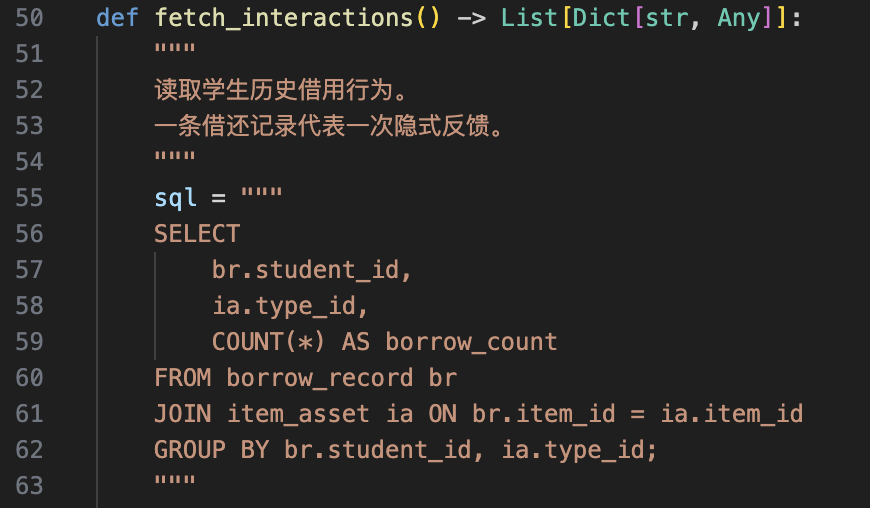 50 def fetch_interactions() -> List[Dict[str, Any]]:
51 """
52 读取学生历史借用行为。
53 一条借还记录代表一次隐式反馈。
54 """
55 sql = """
56 SELECT
57 br.student_id,
58 ia.type_id,
59 COUNT(*) AS borrow_count
60 FROM borrow_record br
61 JOIN item_asset ia ON br.item_id = ia.item_id
62 GROUP BY br.student_id, ia.type_id;
63 """